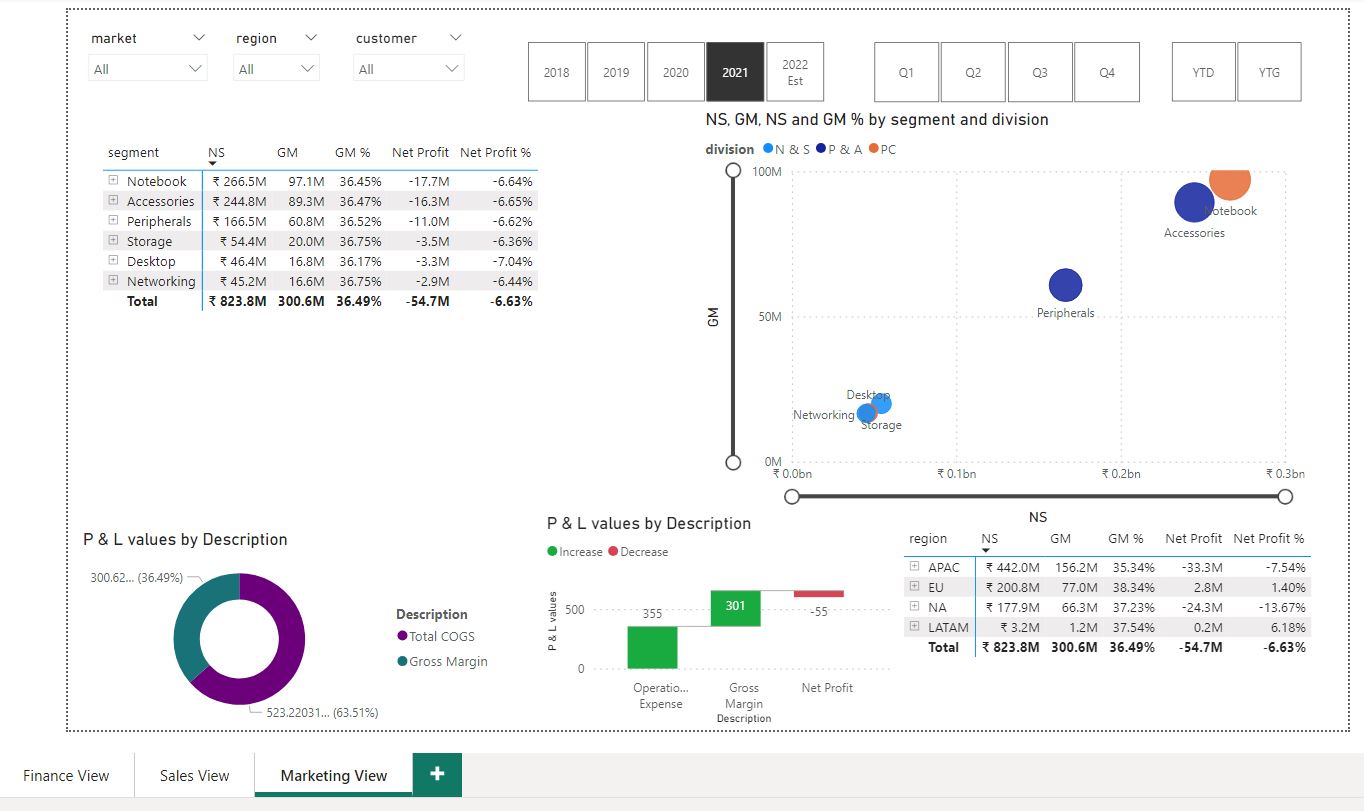 market region customer
All All All
2018 2019 2020 2021 2022 Est
Q1 Q2 Q3 Q4
YTD YTG
segment NS GM GM % Net Profit Net Profit %
Notebook ₹ 266.5M 97.1M 36.45% -17.7M -6.64%
Accessories ₹ 244.8M 89.3M 36.47% -16.3M -6.65%
Peripherals ₹ 166.5M 60.8M 36.52% -11.0M -6.62%
Storage ₹ 54.4M 20.0M 36.75% -3.5M -6.36%
Desktop ₹ 46.4M 16.8M 36.17% -3.3M -7.04%
Networking ₹ 45.2M 16.6M 36.75% -2.9M -6.44%
Total ₹ 823.8M 300.6M 36.49% -54.7M -6.63%
NS, GM, NS and GM % by segment and division
division N & S P & A PC
100M
Notebook
Accessories
GM
50M
Peripherals
Desktop
Networking
Storage
0M
₹ 0.0bn ₹ 0.1bn ₹ 0.2bn ₹ 0.3bn
NS
P & L values by Description
300.62... (36.49%)
523.22031... (63.51%)
Description
Total COGS
Gross Margin
P & L values by Description
Increase Decrease
P & L values
500
0
355
301
-55
Operatio... Expense
Gross Margin
Net Profit
Description
region NS GM GM % Net Profit Net Profit %
APAC ₹ 442.0M 156.2M 35.34% -33.3M -7.54%
EU ₹ 200.8M 77.0M 38.34% 2.8M 1.40%
NA ₹ 177.9M 66.3M 37.23% -24.3M -13.67%
LATAM ₹ 3.2M 1.2M 37.54% 0.2M 6.18%
Total ₹ 823.8M 300.6M 36.49% -54.7M -6.63%
Finance View Sales View Marketing View +